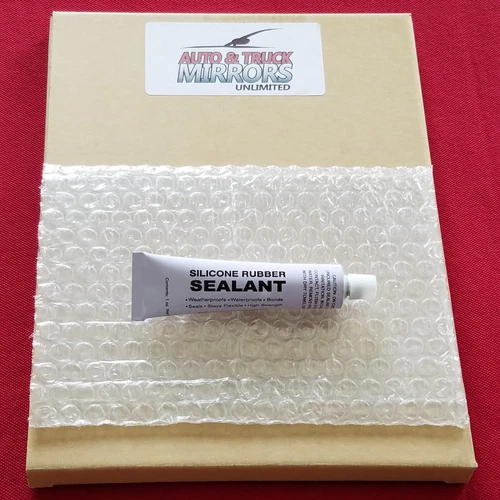 AUTO & TRUCK
MIRRORS
UNLIMITED
SILICONE RUBBER
SEALANT
• Weatherproofs • Waterproofs • Bonds
• Seals • Stays Flexible • High Strength